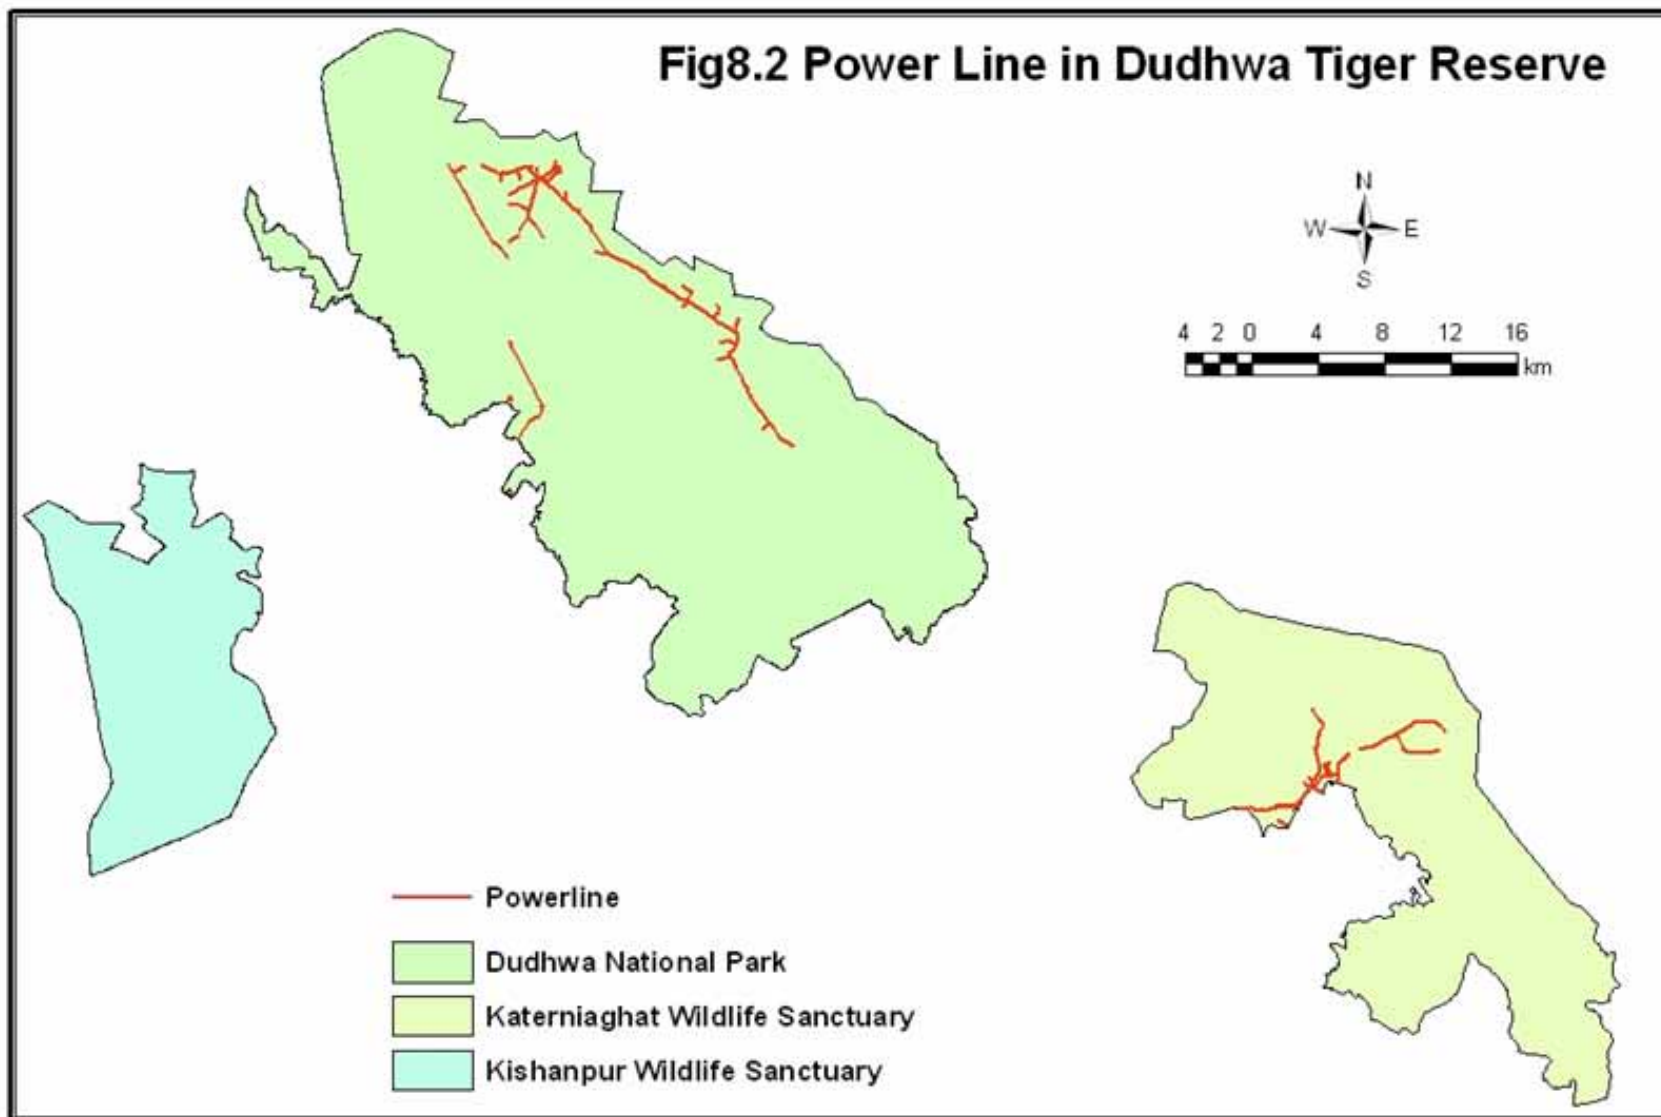 Fig8.2 Power Line in Dudhwa Tiger Reserve
N
W E
S
4 2 0 4 8 12 16
km
Powerline
Dudhwa National Park
Katerniaghat Wildlife Sanctuary
Kishanpur Wildlife Sanctuary